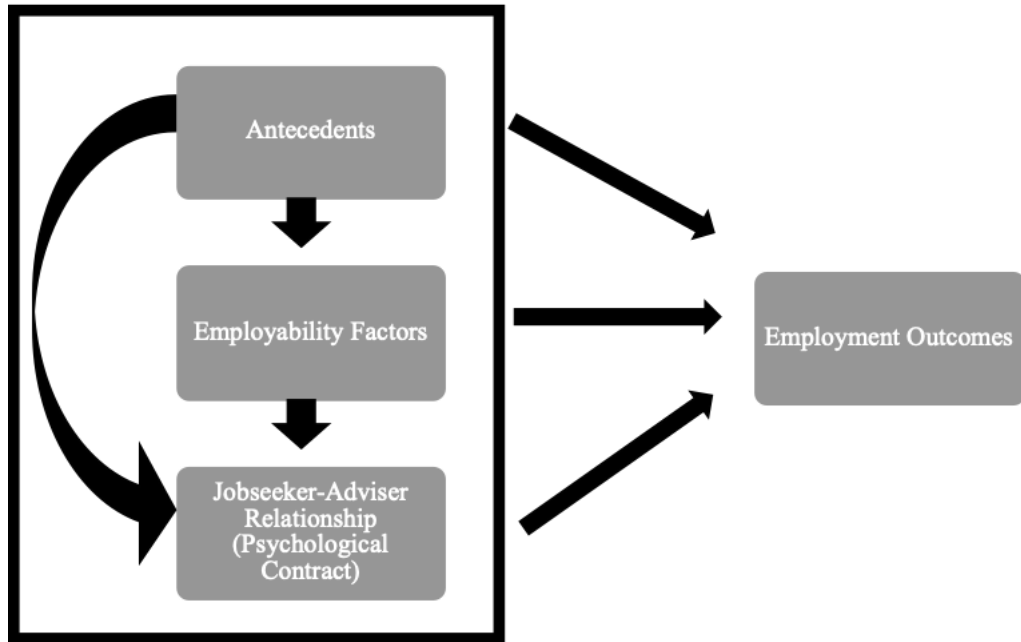 Antecedents
Employability Factors
Jobseeker-Adviser
Relationship
(Psychological
Contract)
Employment Outcomes